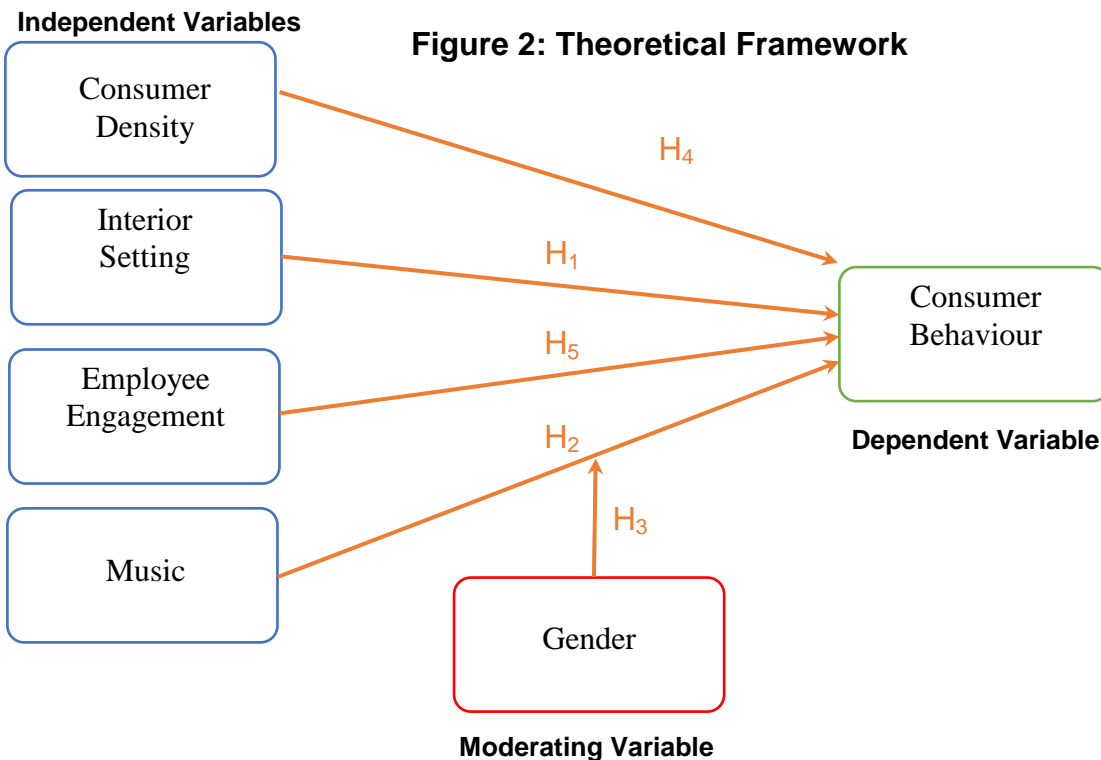 Independent Variables
Figure 2: Theoretical Framework
Consumer
Density
H₄
Interior
Setting
H₁
Consumer
Behaviour
Employee
Engagement
H₅
H₂
Dependent Variable
Music
H₃
Gender
Moderating Variable